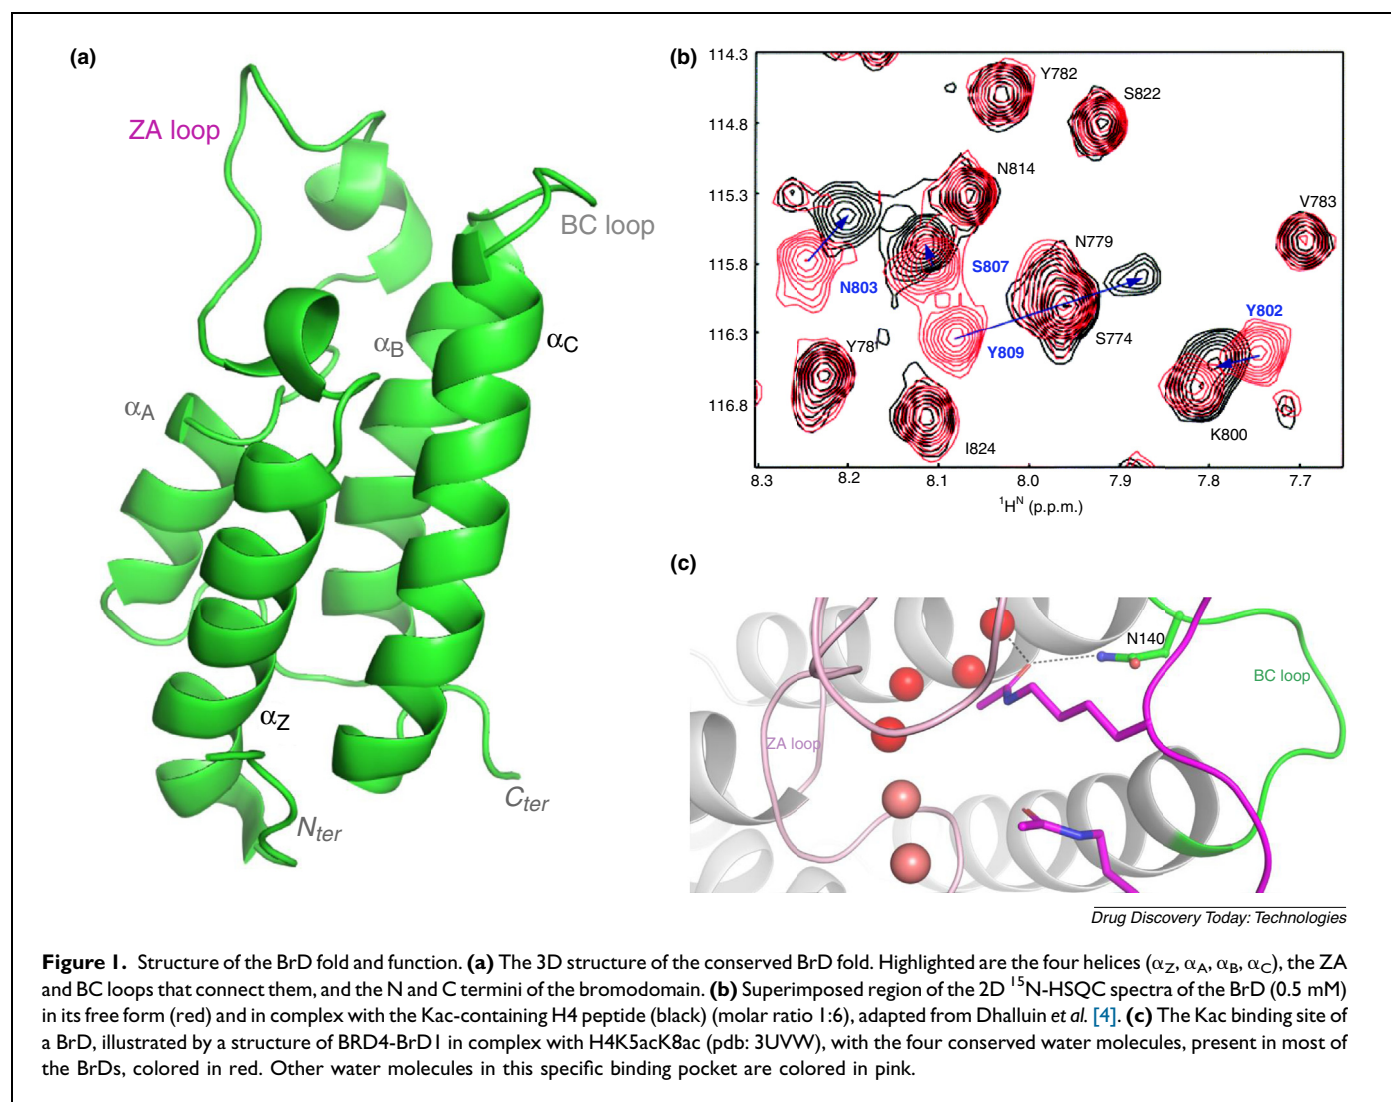 (a)
ZA loop
BC loop
αB
αC
αA
αZ
Nter
Cter
(b)
114.3
114.8
115.3
115.8
116.3
116.8
Y782
S822
N814
V783
N779
S807
N803
Y802
Y809
S774
Y78
K800
I824
8.3 8.2 8.1 8.0 7.9 7.8 7.7
1HN (p.p.m.)
(c)
N140
BC loop
ZA loop
Drug Discovery Today: Technologies
Figure 1. Structure of the BrD fold and function. (a) The 3D structure of the conserved BrD fold. Highlighted are the four helices (αZ, αA, αB, αC), the ZA
and BC loops that connect them, and the N and C termini of the bromodomain. (b) Superimposed region of the 2D 15N-HSQC spectra of the BrD (0.5 mM)
in its free form (red) and in complex with the Kac-containing H4 peptide (black) (molar ratio 1:6), adapted from Dhalluin et al. [4]. (c) The Kac binding site of
a BrD, illustrated by a structure of BRD4-BrD1 in complex with H4K5acK8ac (pdb: 3UVW), with the four conserved water molecules, present in most of
the BrDs, colored in red. Other water molecules in this specific binding pocket are colored in pink.